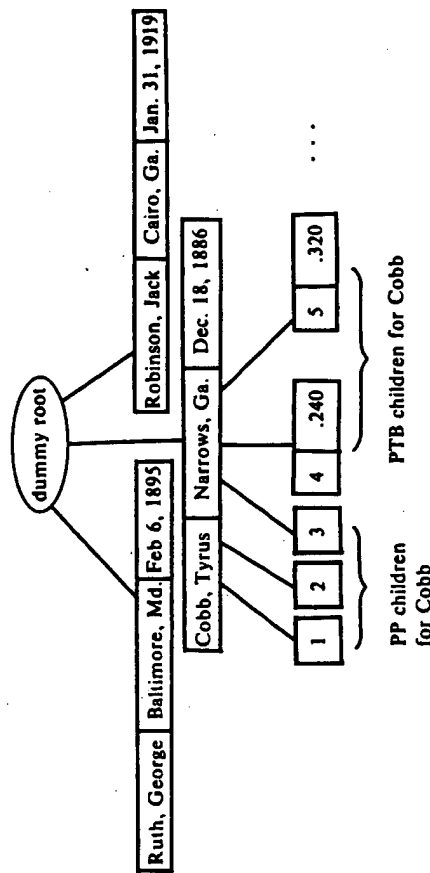 dummy root
Ruth, George Baltimore, Md. Feb 6, 1895
Robinson, Jack Cairo, Ga. Jan. 31, 1919
Cobb, Tyrus Narrows, Ga. Dec. 18, 1886
1 2 3 4 .240 5 .320 . . .
PP children
for Cobb
PTB children for Cobb